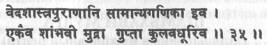 वेदशास्त्रपुराणानि सामान्यगणिका इव ।
एकैव शांभवी मुद्रा गुप्ता कुलवधूरिव ॥ ३५ ॥